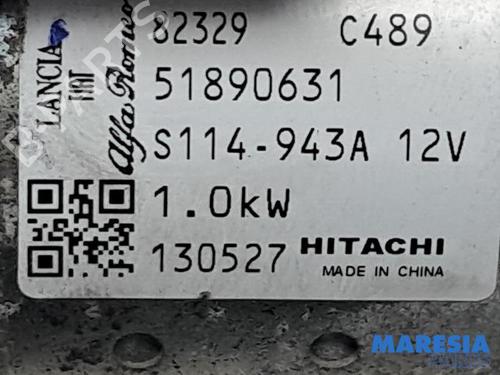 82329 C489
LANCIA
FIAT
Alfa Romeo
51890631
S114-943A 12V
1.0kW
130527 HITACHI
MADE IN CHINA
MARESIA